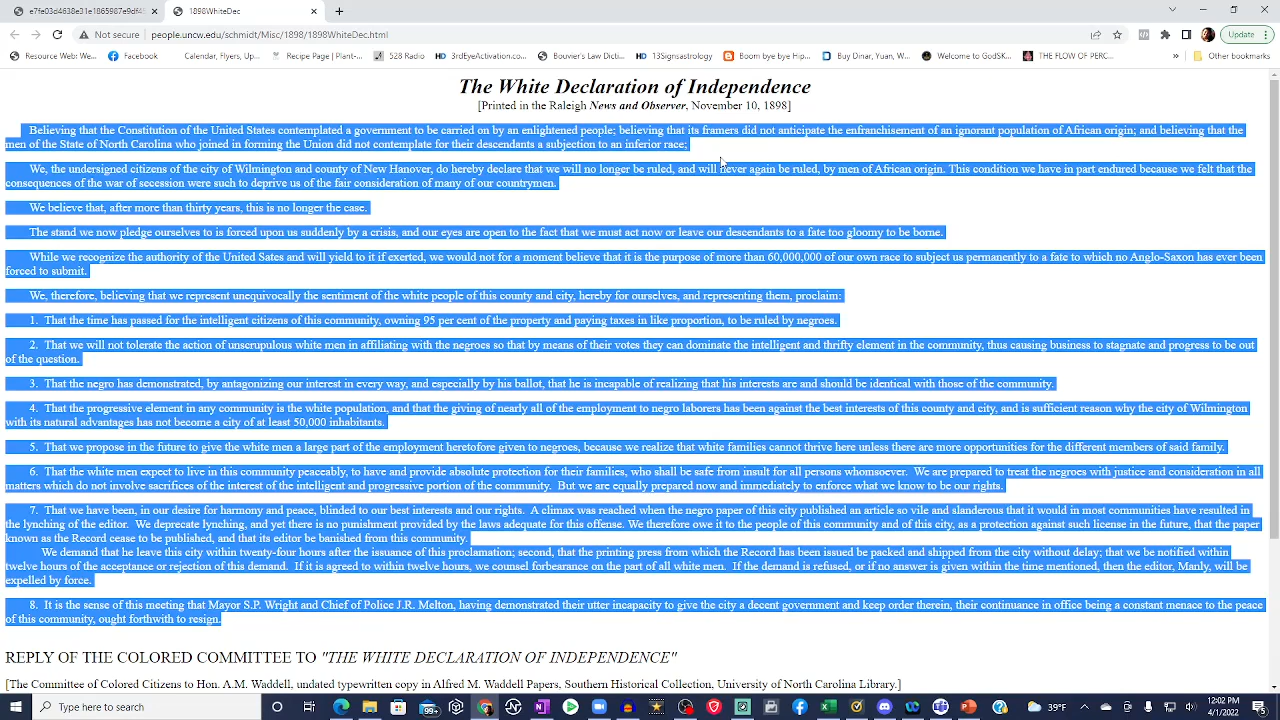 e7fe03d4638e31e1865987e9df45
1898WhiteDec
Not secure
people.uncw.edu/schmidt/Misc/1898/1898WhiteDec.html
Update
Resource Web: We...
Facebook
Calendar, Flyers, Up...
Recipe Page | Plant-...
528 Radio
HD 3rdEyeActivation.co...
Bouvier's Law Dict...
HD 13Signsastrology
Boom bye bye Hip...
Buy Dinar, Yuan, W...
Welcome to GodSK...
THE FLOW OF PERC...
»
Other bookmarks
The White Declaration of Independence
[Printed in the Raleigh News and Observer, November 10, 1898]
Believing that the Constitution of the United States contemplated a government to be carried on by an enlightened people; believing that its framers did not anticipate the enfranchisement of an ignorant population of African origin; and believing that the
men of the State of North Carolina who joined in forming the Union did not contemplate for their descendants a subjection to an inferior race;
We, the undersigned citizens of the city of Wilmington and county of New Hanover, do hereby declare that we will no longer be ruled, and will never again be ruled, by men of African origin. This condition we have in part endured because we felt that the
consequences of the war of secession were such to deprive us of the fair consideration of many of our countrymen.
We believe that, after more than thirty years, this is no longer the case.
The stand we now pledge ourselves to is forced upon us suddenly by a crisis, and our eyes are open to the fact that we must act now or leave our descendants to a fate too gloomy to be borne.
While we recognize the authority of the United Sates and will yield to it if exerted, we would not for a moment believe that it is the purpose of more than 60,000,000 of our own race to subject us permanently to a fate to which no Anglo-Saxon has ever been
forced to submit.
We, therefore, believing that we represent unequivocally the sentiment of the white people of this county and city, hereby for ourselves, and representing them, proclaim:
1. That the time has passed for the intelligent citizens of this community, owning 95 per cent of the property and paying taxes in like proportion, to be ruled by negroes.
2. That we will not tolerate the action of unscrupulous white men in affiliating with the negroes so that by means of their votes they can dominate the intelligent and thrifty element in the community, thus causing business to stagnate and progress to be out
of the question.
3. That the negro has demonstrated, by antagonizing our interest in every way, and especially by his ballot, that he is incapable of realizing that his interests are and should be identical with those of the community.
4. That the progressive element in any community is the white population, and that the giving of nearly all of the employment to negro laborers has been against the best interests of this county and city, and is sufficient reason why the city of Wilmington
with its natural advantages has not become a city of at least 50,000 inhabitants.
5. That we propose in the future to give the white men a large part of the employment heretofore given to negroes, because we realize that white families cannot thrive here unless there are more opportunities for the different members of said family.
6. That the white men expect to live in this community peaceably, to have and provide absolute protection for their families, who shall be safe from insult for all persons whomsoever. We are prepared to treat the negroes with justice and consideration in all
matters which do not involve sacrifices of the interest of the intelligent and progressive portion of the community. But we are equally prepared now and immediately to enforce what we know to be our rights.
7. That we have been, in our desire for harmony and peace, blinded to our best interests and our rights. A climax was reached when the negro paper of this city published an article so vile and slanderous that it would in most communities have resulted in
the lynching of the editor. We deprecate lynching, and yet there is no punishment provided by the laws adequate for this offense. We therefore owe it to the people of this community and of this city, as a protection against such license in the future, that the paper
known as the Record cease to be published, and that its editor be banished from this community.
We demand that he leave this city within twenty-four hours after the issuance of this proclamation; second, that the printing press from which the Record has been issued be packed and shipped from the city without delay; that we be notified within
twelve hours of the acceptance or rejection of this demand. If it is agreed to within twelve hours, we counsel forbearance on the part of all white men. If the demand is refused, or if no answer is given within the time mentioned, then the editor, Manly, will be
expelled by force.
8. It is the sense of this meeting that Mayor S.P. Wright and Chief of Police J.R. Melton, having demonstrated their utter incapacity to give the city a decent government and keep order therein, their continuance in office being a constant menace to the peace
of this community, ought forthwith to resign.
REPLY OF THE COLORED COMMITTEE TO "THE WHITE DECLARATION OF INDEPENDENCE"
[The Committee of Colored Citizens to Hon. A.M. Waddell, undated typewritten copy in Alfred M. Waddell Papers, Southern Historical Collection, University of North Carolina Library.]
Type here to search
99+
39°F
12:02 PM
4/1/2022